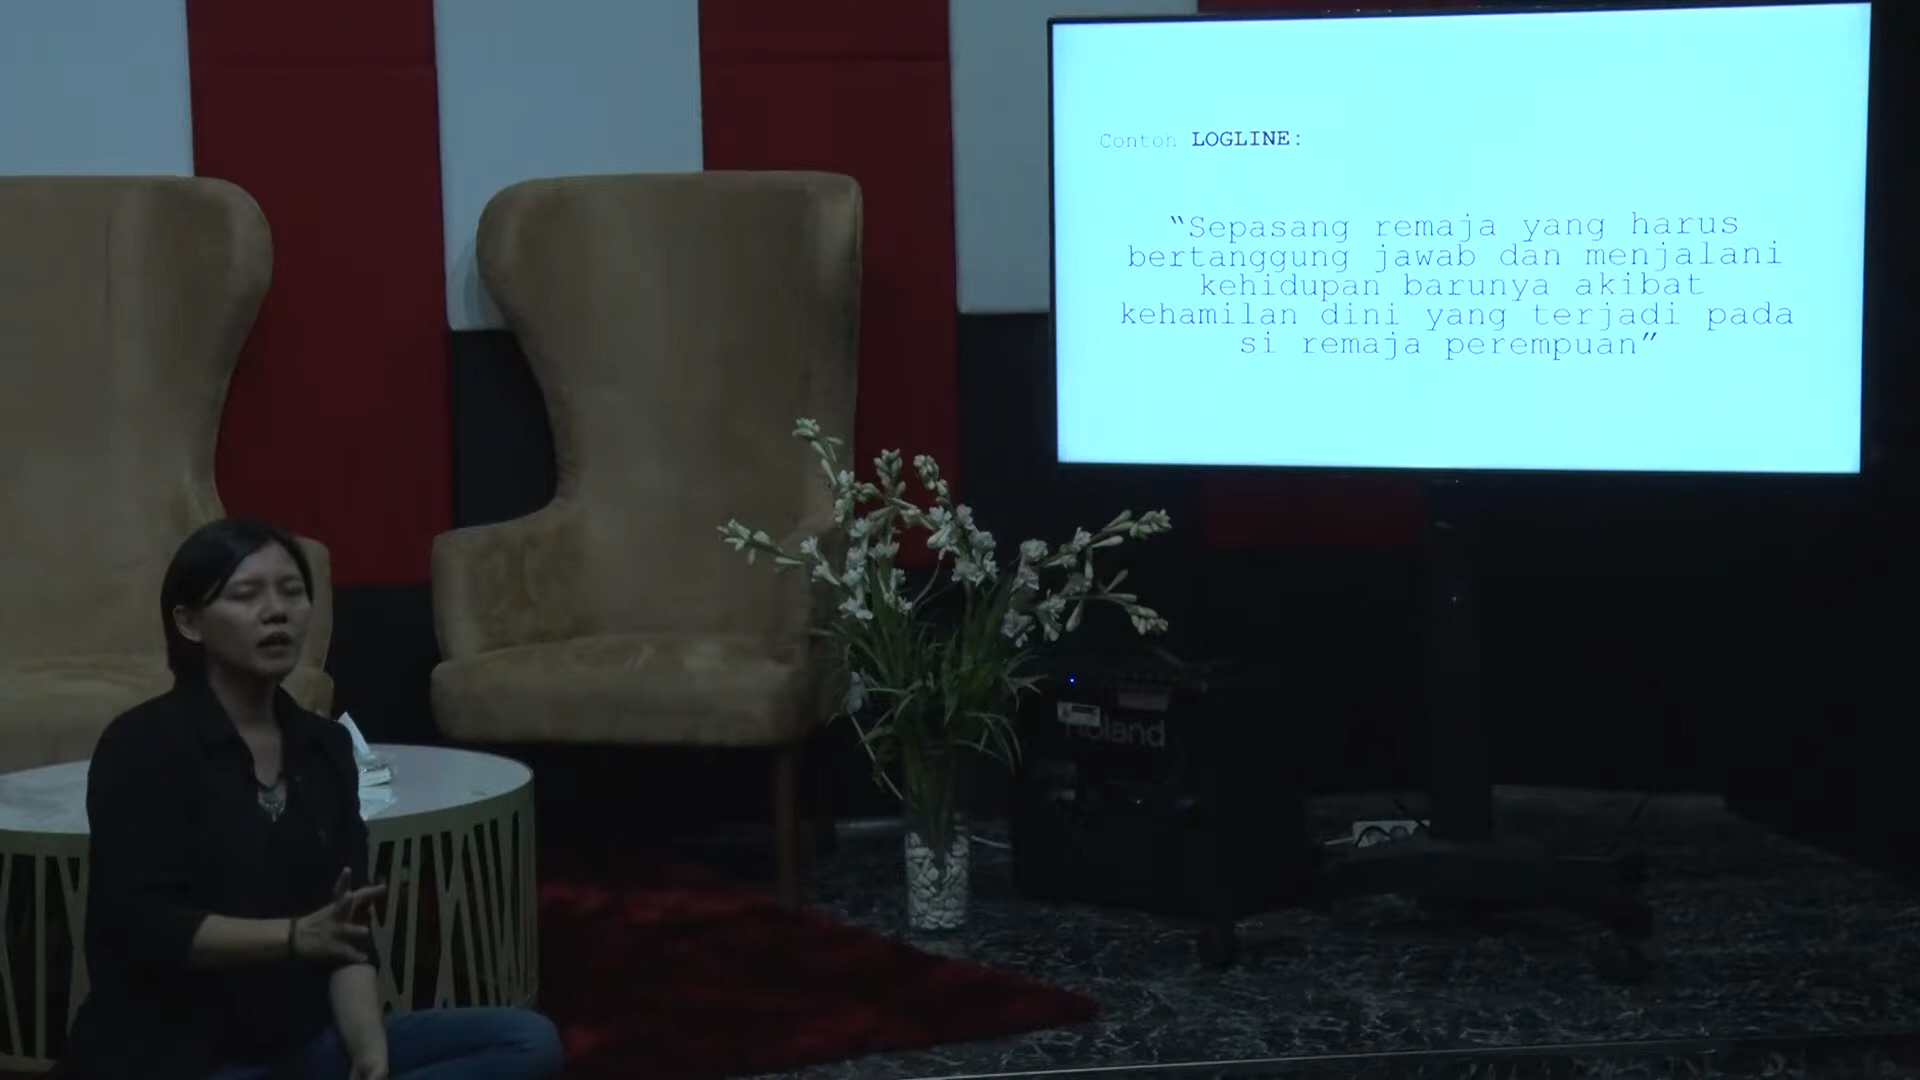 Contoh LOGLINE:
“Sepasang remaja yang harus
bertanggung jawab dan menjalani
kehidupan barunya akibat
kehamilan dini yang terjadi pada
si remaja perempuan”
Roland